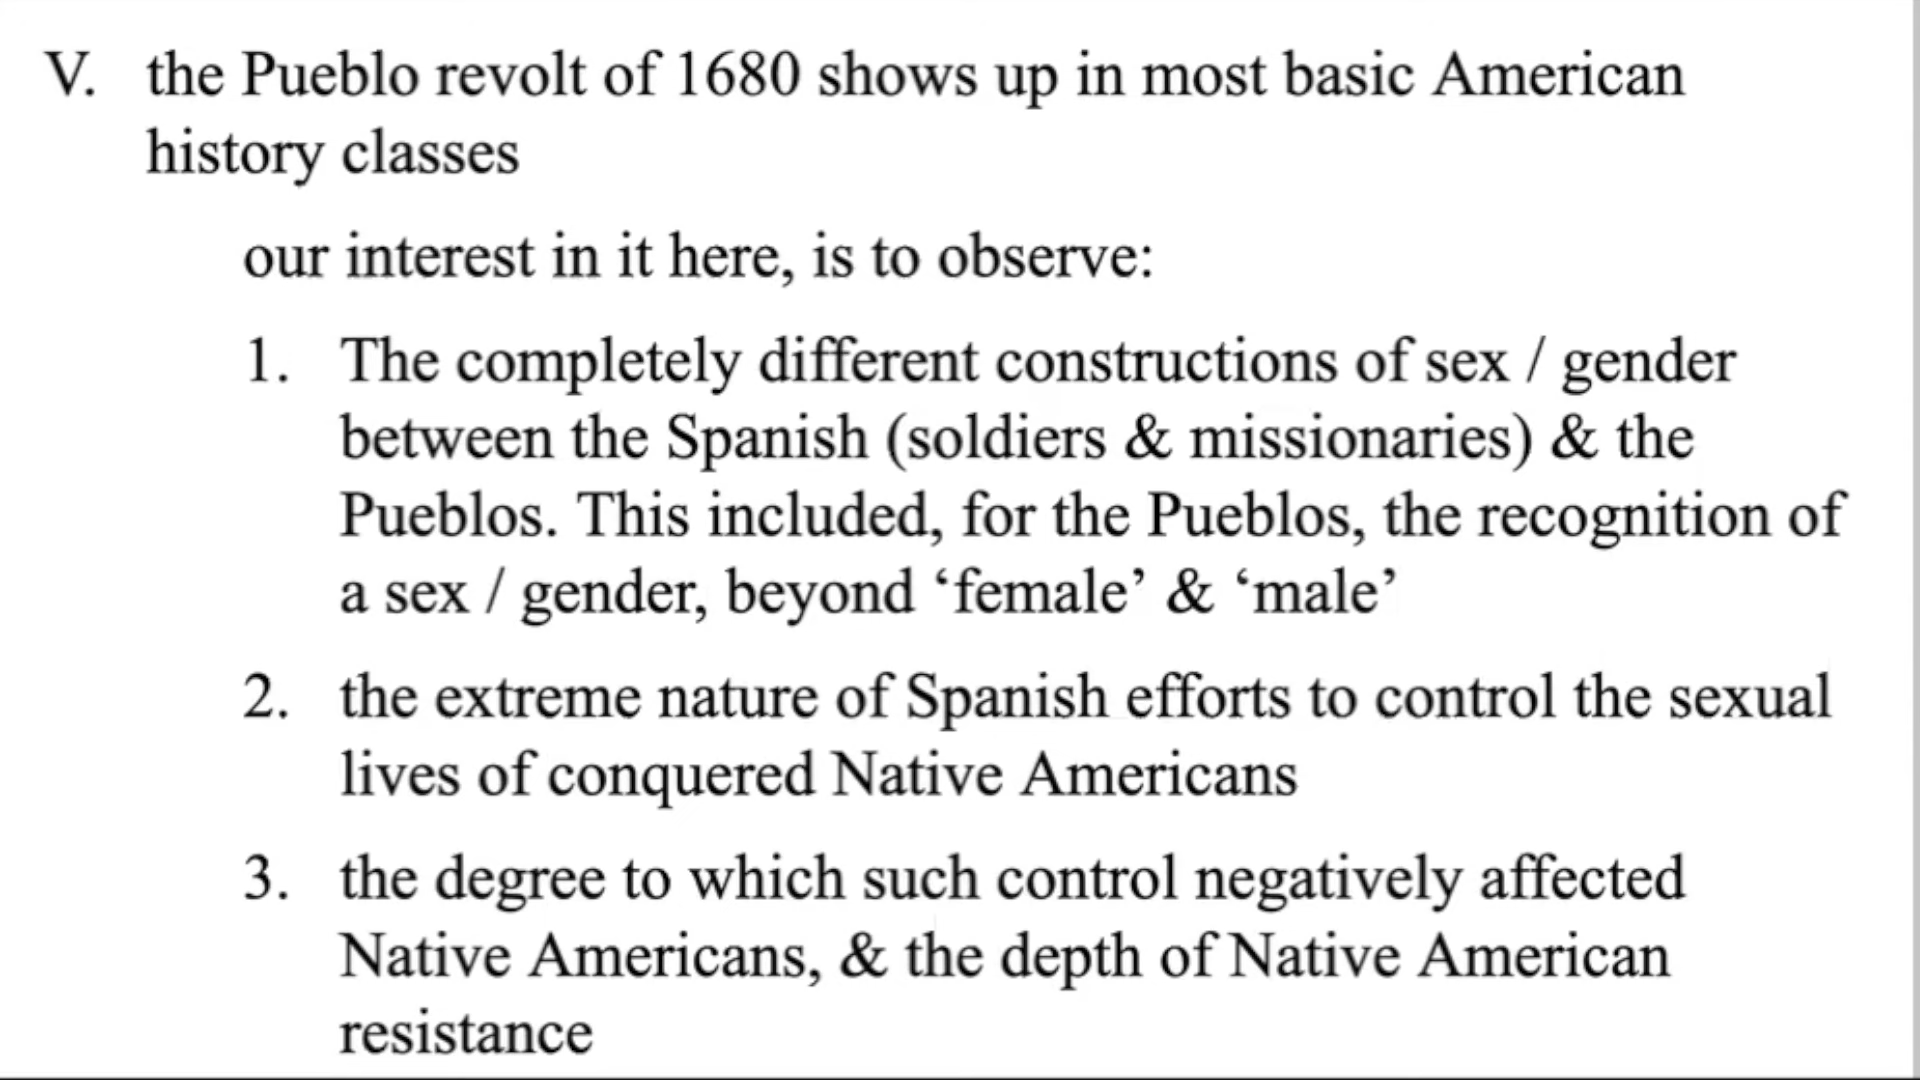 V. the Pueblo revolt of 1680 shows up in most basic American
history classes
our interest in it here, is to observe:
1. The completely different constructions of sex / gender
between the Spanish (soldiers & missionaries) & the
Pueblos. This included, for the Pueblos, the recognition of
a sex / gender, beyond ‘female’ & ‘male’
2. the extreme nature of Spanish efforts to control the sexual
lives of conquered Native Americans
3. the degree to which such control negatively affected
Native Americans, & the depth of Native American
resistance